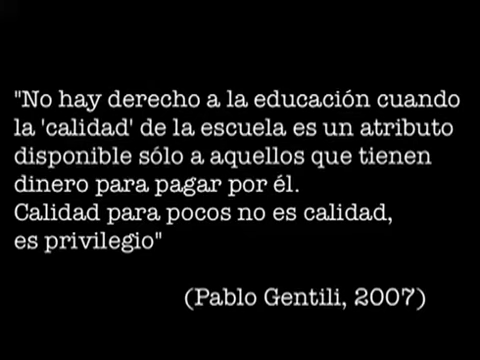 "No hay derecho a la educación cuando
la 'calidad' de la escuela es un atributo
disponible sólo a aquellos que tienen
dinero para pagar por él.
Calidad para pocos no es calidad,
es privilegio"
(Pablo Gentili, 2007)